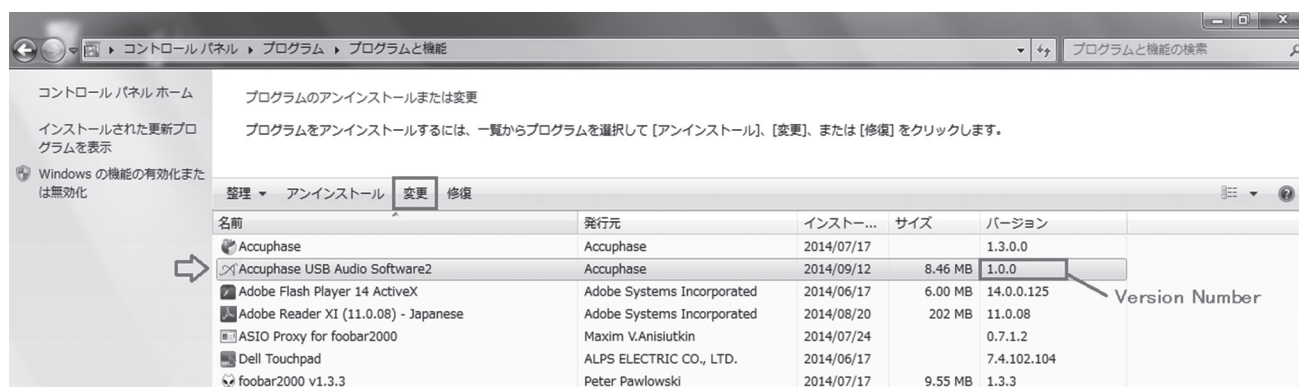 コントロール パネル ▸ プログラム ▸ プログラムと機能
プログラムと機能の検索
コントロール パネル ホーム
インストールされた更新プロ
グラムを表示
Windows の機能の有効化また
は無効化
プログラムのアンインストールまたは変更
プログラムをアンインストールするには、一覧からプログラムを選択して [アンインストール]、[変更]、または [修復] をクリックします。
整理 ▼ アンインストール 変更 修復
名前 発行元 インストー... サイズ バージョン
Accuphase Accuphase 2014/07/17 1.3.0.0
Accuphase USB Audio Software2 Accuphase 2014/09/12 8.46 MB 1.0.0
Version Number
Adobe Flash Player 14 ActiveX Adobe Systems Incorporated 2014/06/17 6.00 MB 14.0.0.125
Adobe Reader XI (11.0.08) - Japanese Adobe Systems Incorporated 2014/08/20 202 MB 11.0.08
ASIO Proxy for foobar2000 Maxim V.Anisiutkin 2014/07/24 0.7.1.2
Dell Touchpad ALPS ELECTRIC CO., LTD. 2014/06/17 7.4.102.104
foobar2000 v1.3.3 Peter Pawlowski 2014/07/17 9.55 MB 1.3.3